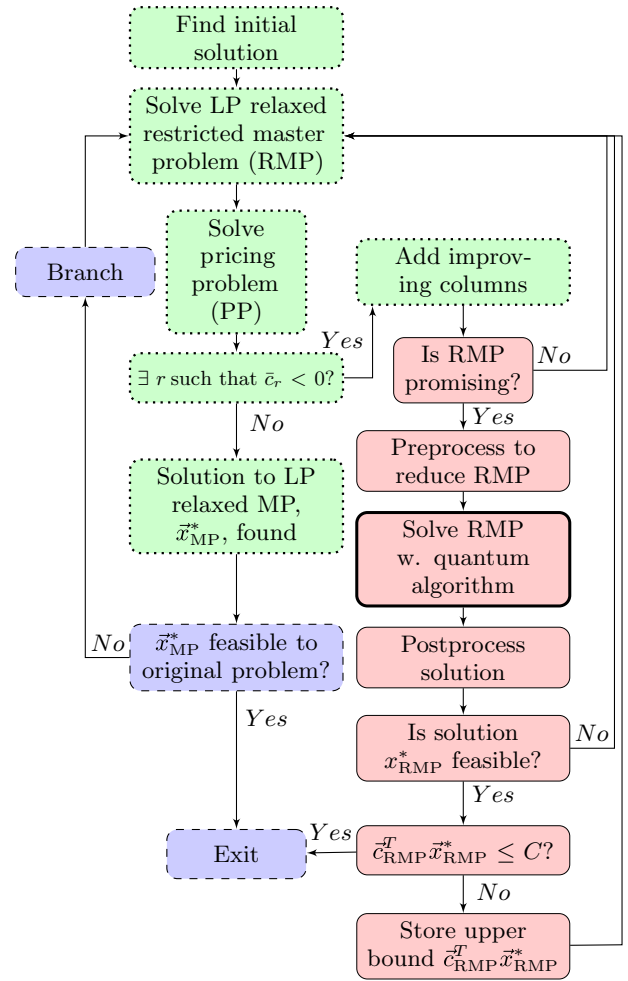 Find initial
solution
Solve LP relaxed
restricted master
problem (RMP)
Solve
pricing
problem
(PP)
Branch
Add improv-
ing columns
Yes
∃ r such that c̄_r < 0?
Is RMP
promising?
No
No
Yes
Solution to LP
relaxed MP,
x⃗*_MP, found
Preprocess to
reduce RMP
Solve RMP
w. quantum
algorithm
No
x⃗*_MP feasible to
original problem?
Postprocess
solution
Yes
Is solution
x*_RMP feasible?
No
Yes
Exit
Yes
c⃗^T_RMP x⃗*_RMP ≤ C?
No
Store upper
bound c⃗^T_RMP x⃗*_RMP